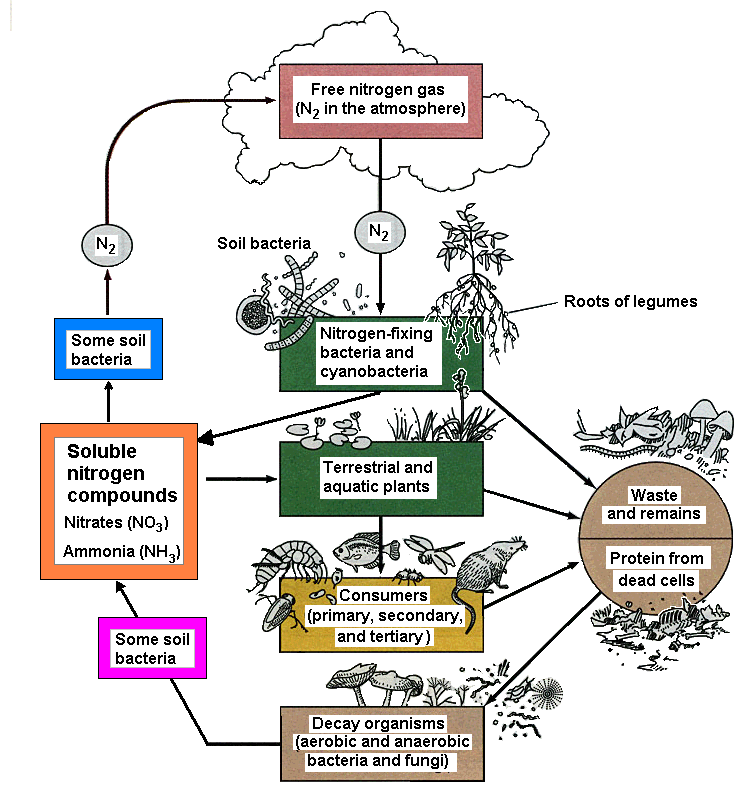 Free nitrogen gas
(N₂ in the atmosphere)
N₂
N₂
Soil bacteria
Roots of legumes
Some soil
bacteria
Nitrogen-fixing
bacteria and
cyanobacteria
Soluble
nitrogen
compounds
Nitrates (NO₃)
Ammonia (NH₃)
Terrestrial and
aquatic plants
Waste
and remains
Protein from
dead cells
Consumers
(primary, secondary,
and tertiary)
Some soil
bacteria
Decay organisms
(aerobic and anaerobic
bacteria and fungi)